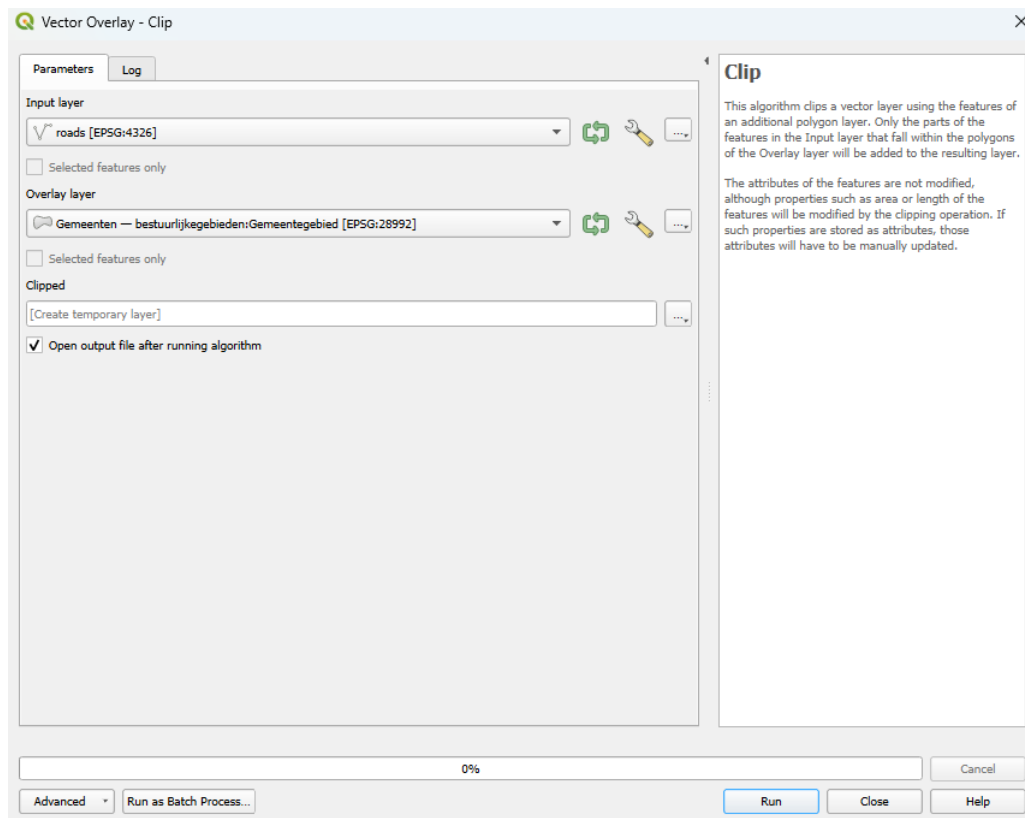 Vector Overlay - Clip
Parameters
Log
Input layer
roads [EPSG:4326]
...
Selected features only
Overlay layer
Gemeenten — bestuurlijkegebieden:Gemeentegebied [EPSG:28992]
...
Selected features only
Clipped
[Create temporary layer]
...
Open output file after running algorithm
Clip
This algorithm clips a vector layer using the features of
an additional polygon layer. Only the parts of the
features in the Input layer that fall within the polygons
of the Overlay layer will be added to the resulting layer.
The attributes of the features are not modified,
although properties such as area or length of the
features will be modified by the clipping operation. If
such properties are stored as attributes, those
attributes will have to be manually updated.
0%
Cancel
Advanced
Run as Batch Process...
Run
Close
Help